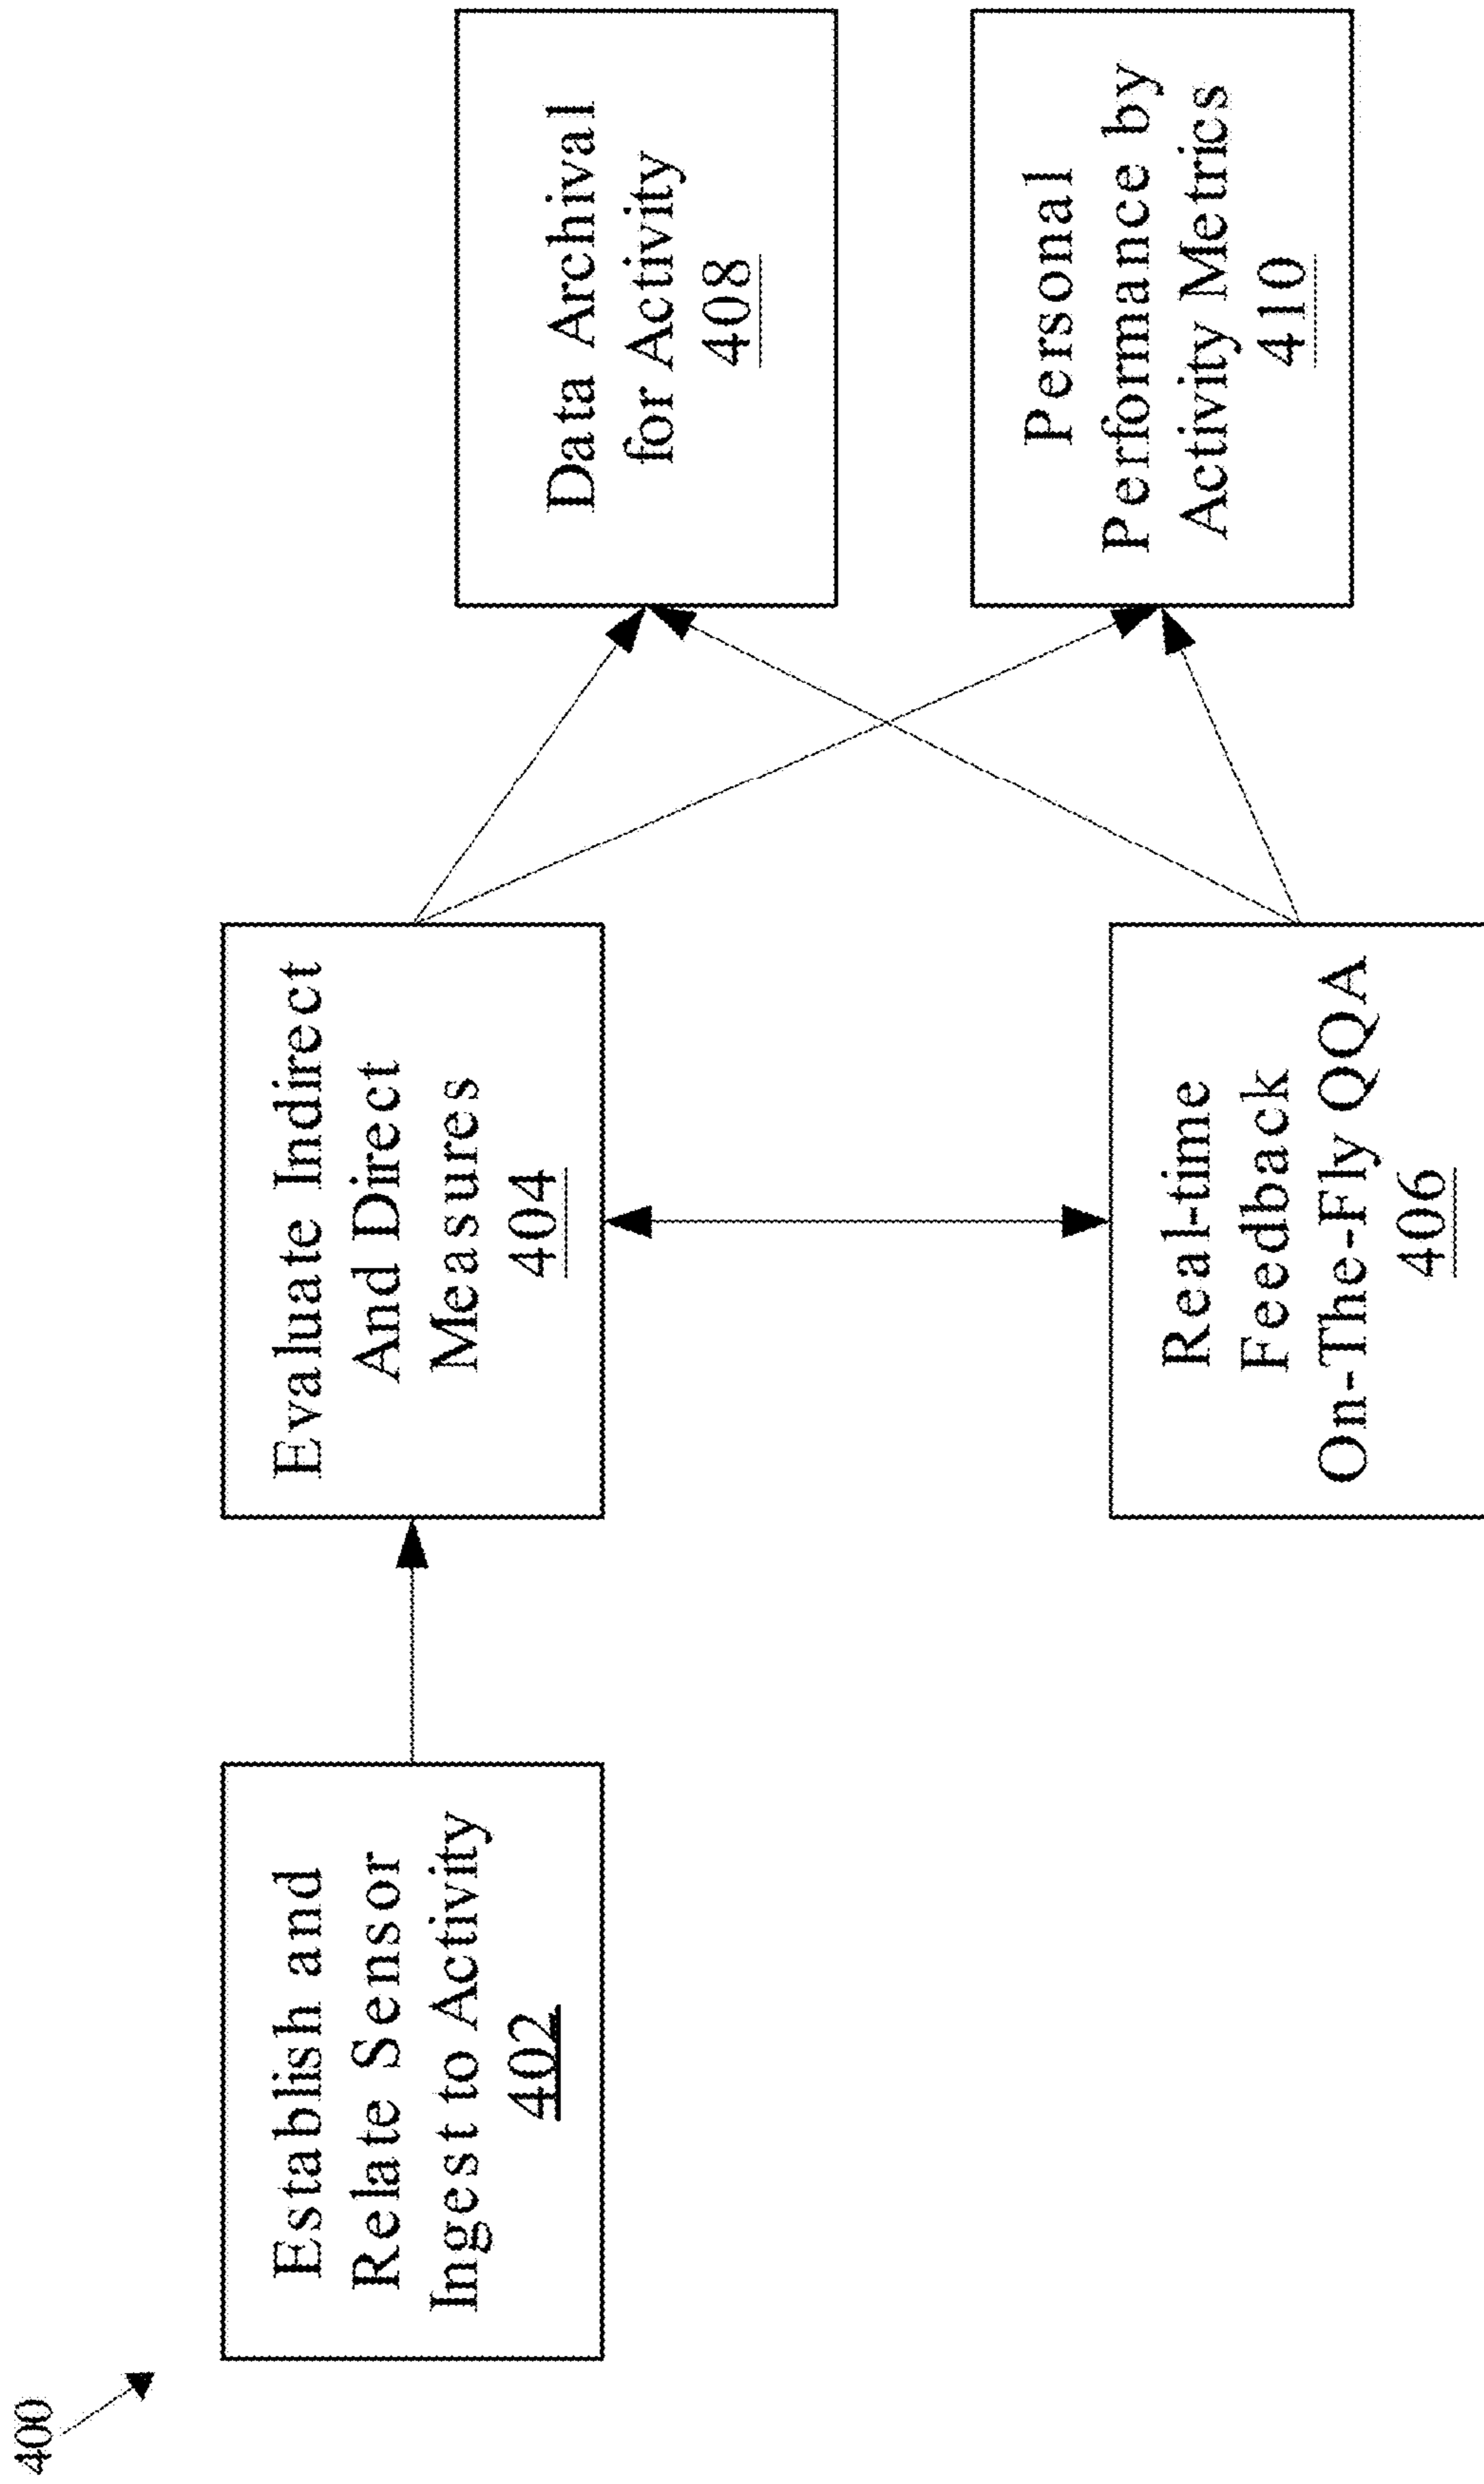 400
Establish and
Relate Sensor
Ingest to Activity
402
Evaluate Indirect
And Direct
Measures
404
Real-time
Feedback
On-The-Fly QQA
406
Data Archival
for Activity
408
Personal
Performance by
Activity Metrics
410